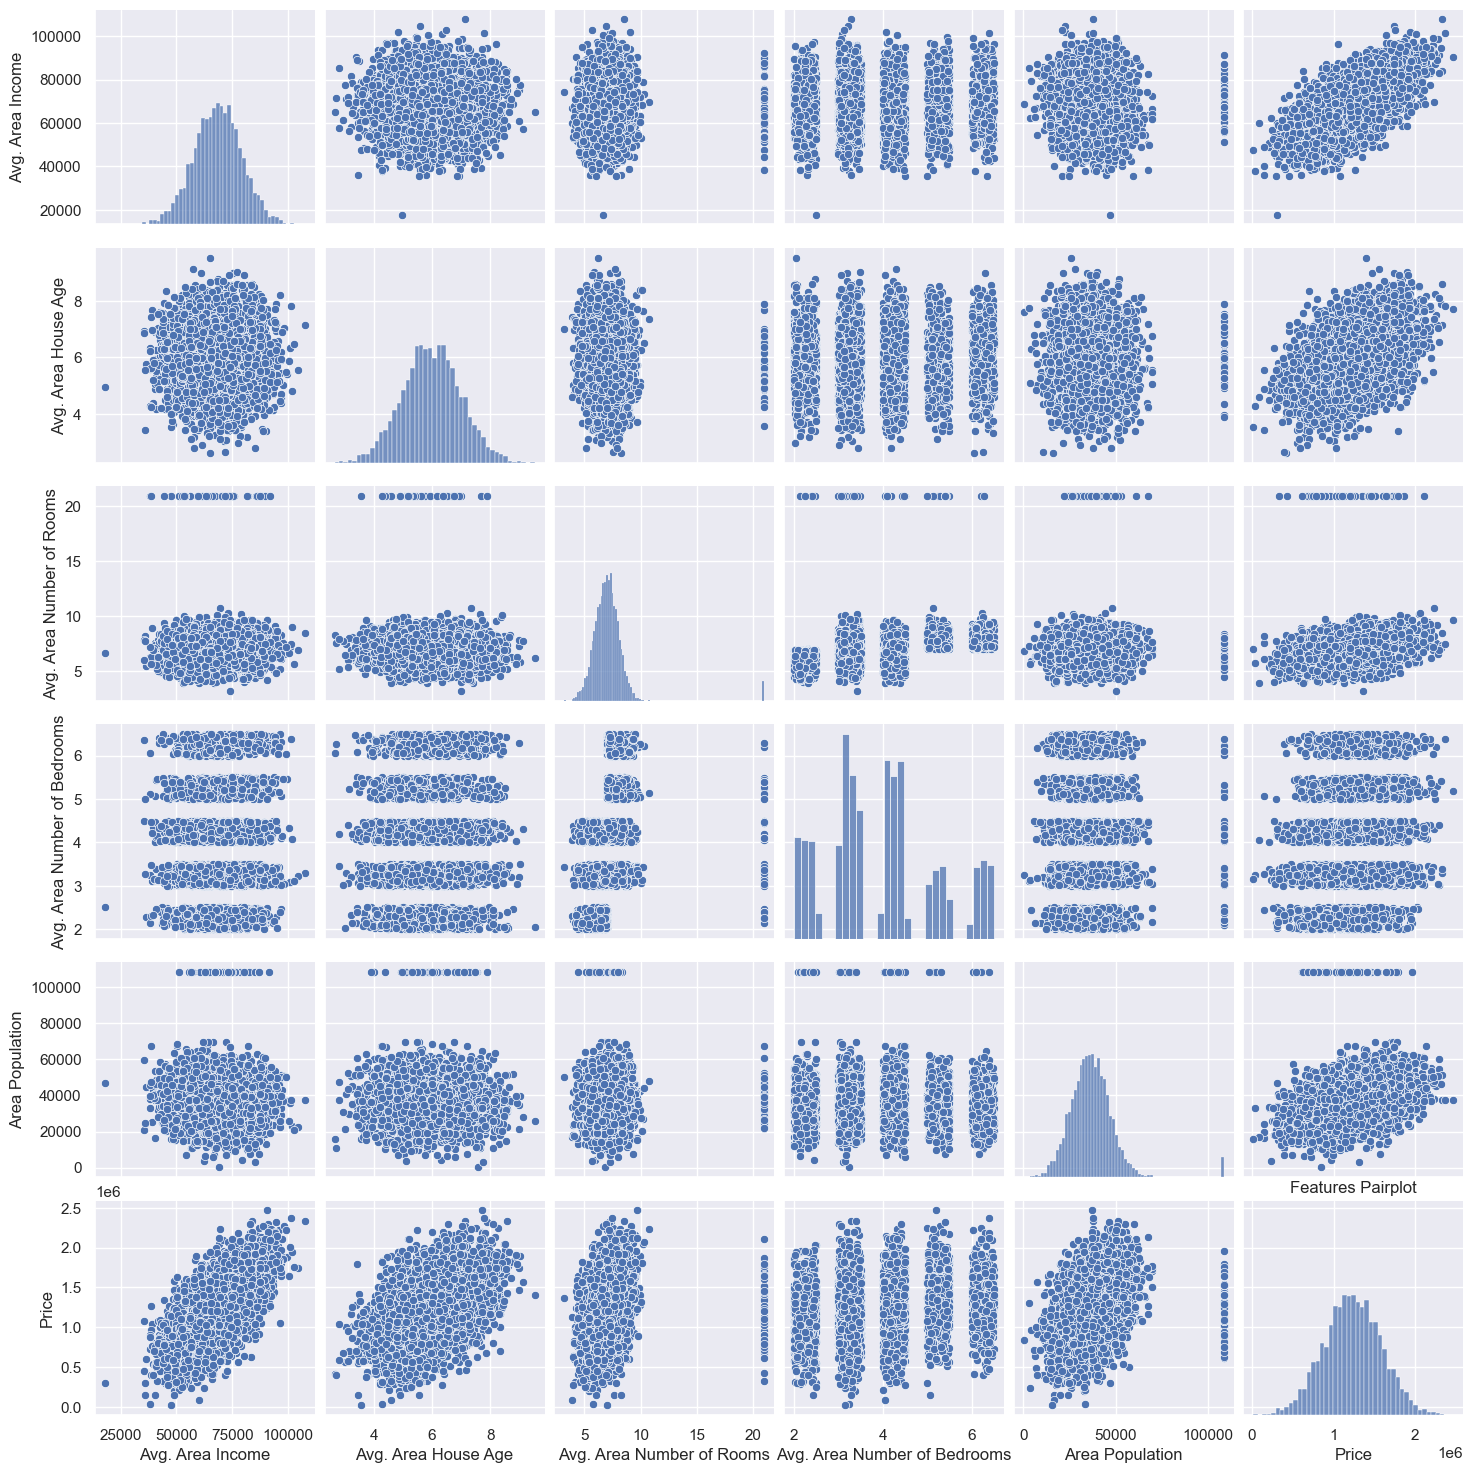 100000
80000
60000
40000
20000
Avg. Area Income
8
6
4
Avg. Area House Age
20
15
10
5
Avg. Area Number of Rooms
6
5
4
3
2
Avg. Area Number of Bedrooms
100000
80000
60000
40000
20000
0
Area Population
Features Pairplot
1e6
2.5
2.0
1.5
1.0
0.5
0.0
Price
25000 50000 75000 100000
Avg. Area Income
4 6 8
Avg. Area House Age
5 10 15 20
Avg. Area Number of Rooms
2 4 6
Avg. Area Number of Bedrooms
0 50000 100000
Area Population
0 1 2
Price
1e6